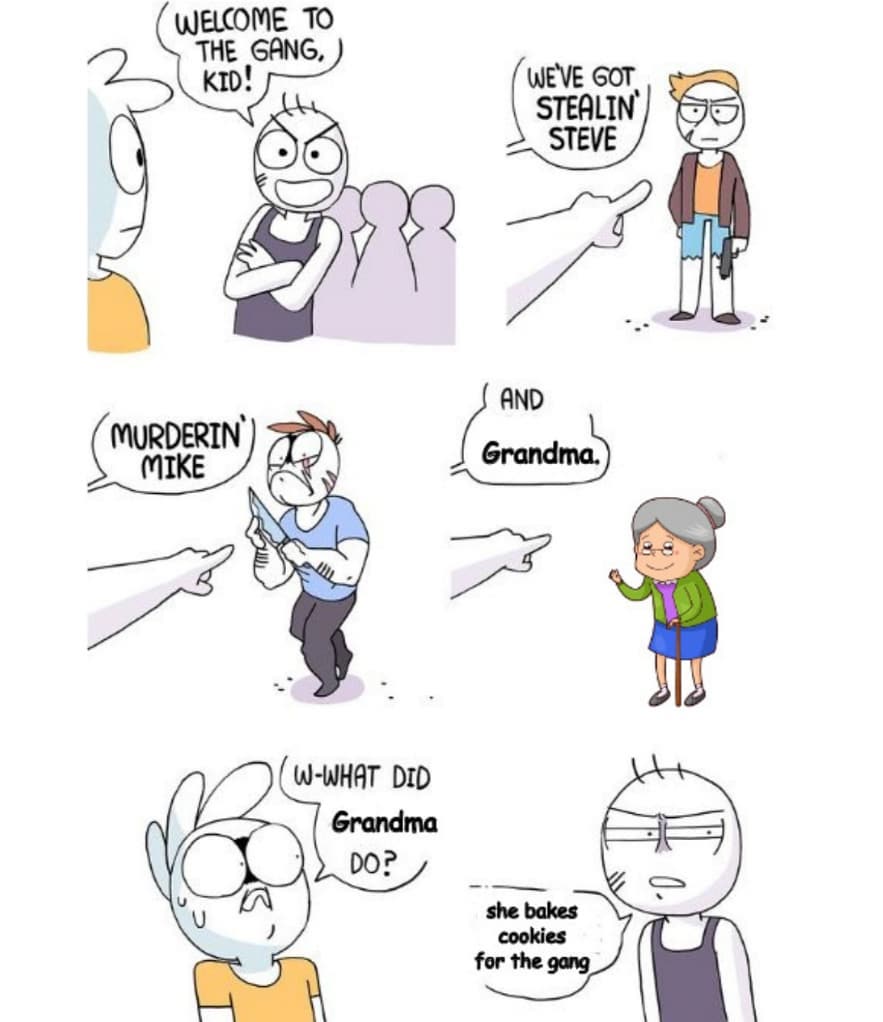 WELCOME TO
THE GANG,
KID!
WE'VE GOT
STEALIN'
STEVE
MURDERIN'
MIKE
AND
Grandma.
W-WHAT DID
Grandma
DO?
she bakes
cookies
for the gang